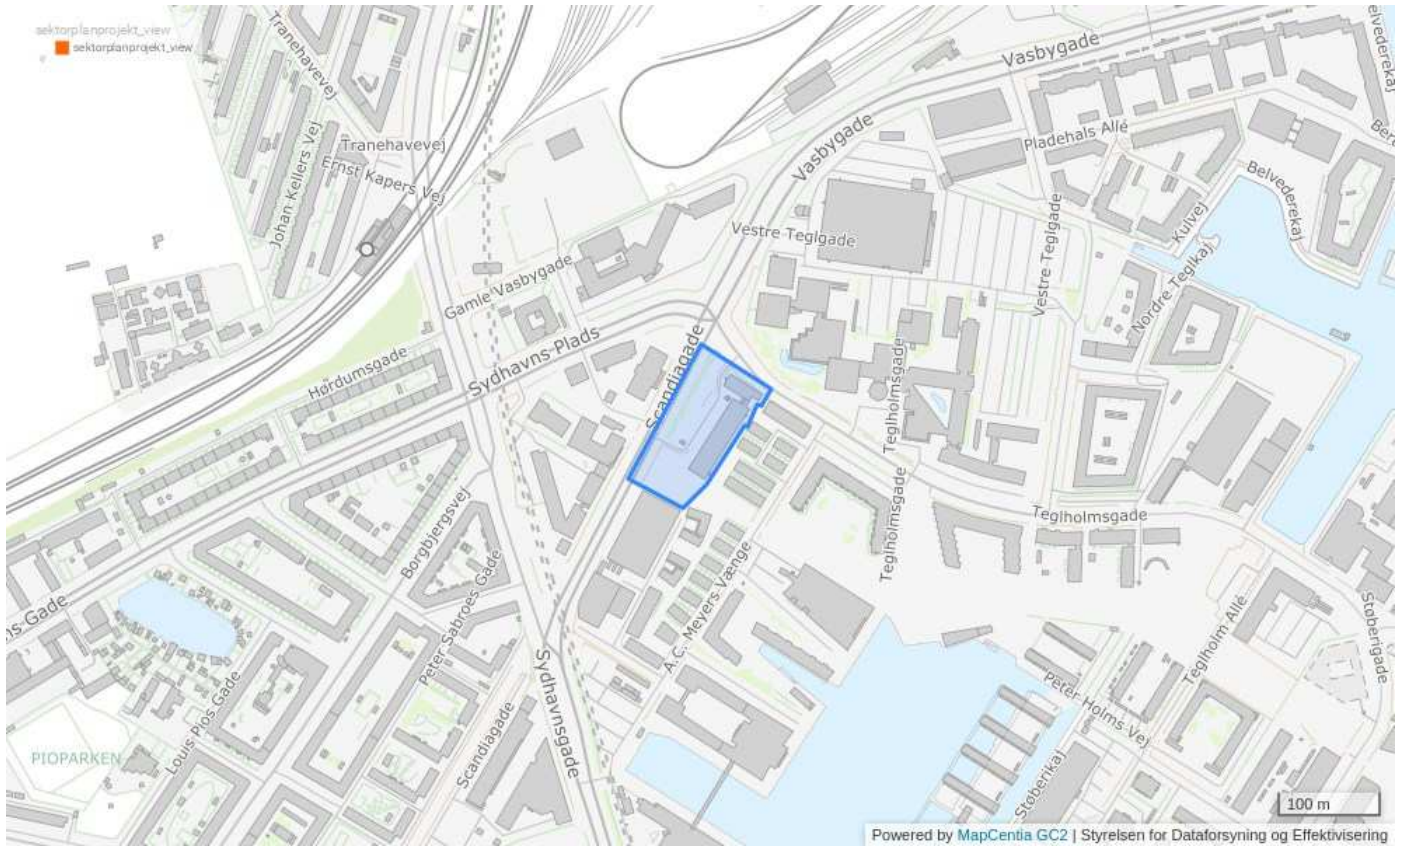 sektorplanprojekt_view
sektorplanprojekt_view
Tranehavevej
Vasbygade
Belvederekaj
Tranehavevej
Ernst Kapers Vej
Johan Kellers Vej
Vasbygade
Pladehals Allé
Belvederekaj
Kulvej
Vestre Teglgade
Vestre Teglgade
Nordre Teglkaj
Gamle Vasbygade
Sydhavns Plads
Hørdumsgade
Scandiagade
Teglholmsgade
Teglholmsgade
Teglholmsgade
Borgbjergsvej
Peter Sabroes Gade
A. C. Meyers Vænge
ns Gade
Louis Pios Gade
Sydhavnsgade
Scandiagade
PIOPARKEN
Teglholm Allé
Støberigade
Peter Holms Vej
Støberikaj
100 m
Powered by MapCentia GC2 | Styrelsen for Dataforsyning og Effektivisering